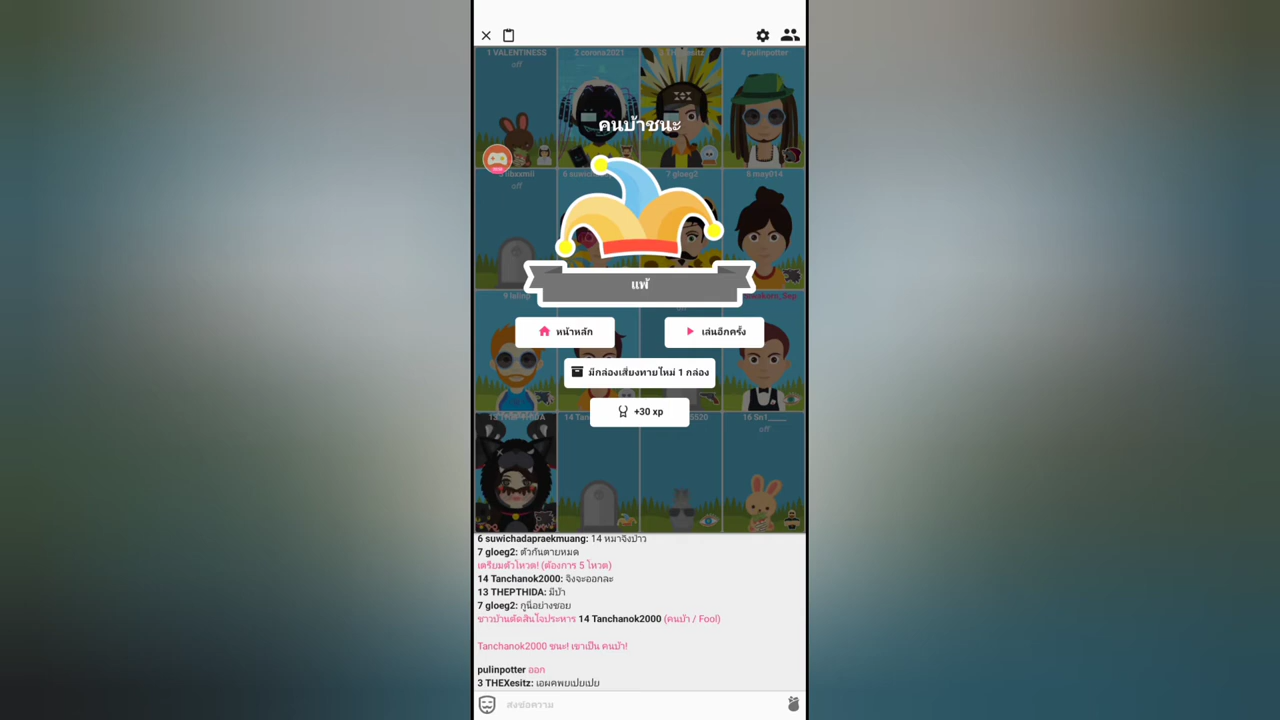 1 VALENTINESS
off
2 corona2021
4 pulinpotter
คนบ้าชนะ
off
7 gloeg2
8 may014
แพ้
9 lelinp
หน้าหลัก
เล่นอีกครั้ง
มีกล่องเสี่ยงทายใหม่ 1 กล่อง
+30 xp
16 Sn1____
off
6 suwichadapraekmuang: 14 หมาจิงป่าว
7 gloeg2: ตัวกันตายหมด
เตรียมตัวโหวต! (ต้องการ 5 โหวต)
14 Tanchanok2000: จิงจะออกละ
13 THEPTHIDA: มีบ้า
7 gloeg2: กูนี่อย่างซอย
ชาวบ้านตัดสินใจประหาร 14 Tanchanok2000 (คนบ้า / Fool)
Tanchanok2000 ชนะ! เขาเป็น คนบ้า!
pulinpotter ออก
3 THEXesitz: เอผคพยเปยเปย
ส่งข้อความ